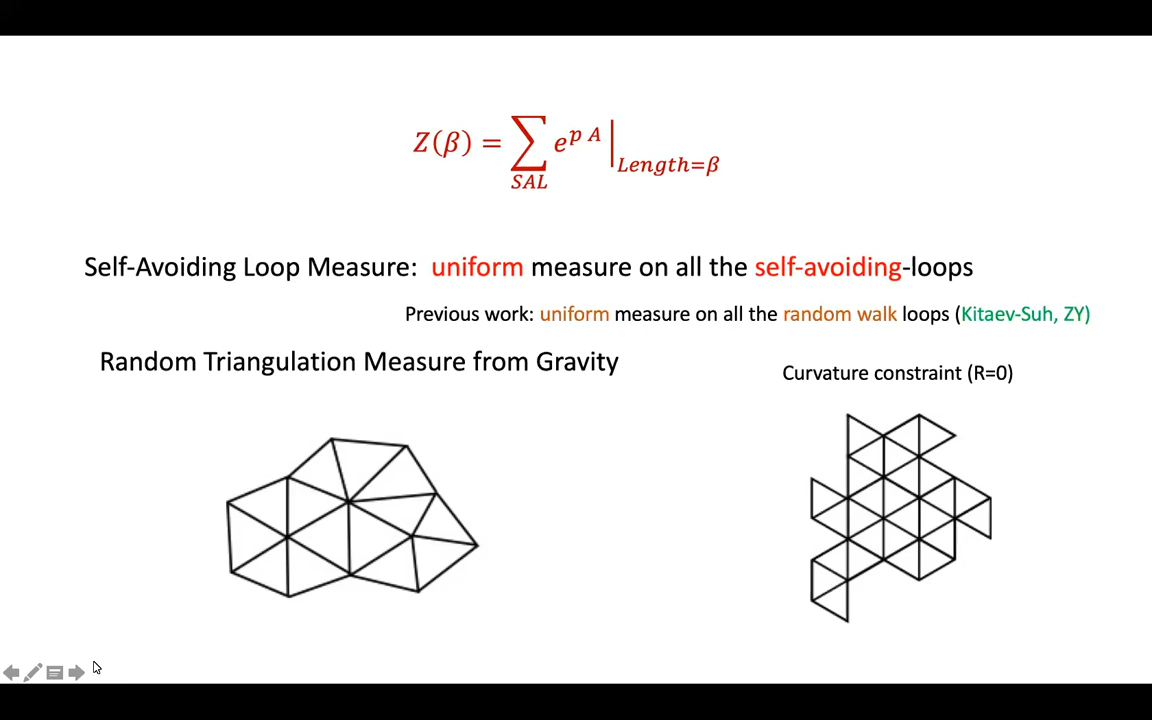 Z(β) = ∑_{SAL} e^{p A} |_{Length=β}
Self-Avoiding Loop Measure: uniform measure on all the self-avoiding-loops
Previous work: uniform measure on all the random walk loops (Kitaev-Suh, ZY)
Random Triangulation Measure from Gravity
Curvature constraint (R=0)